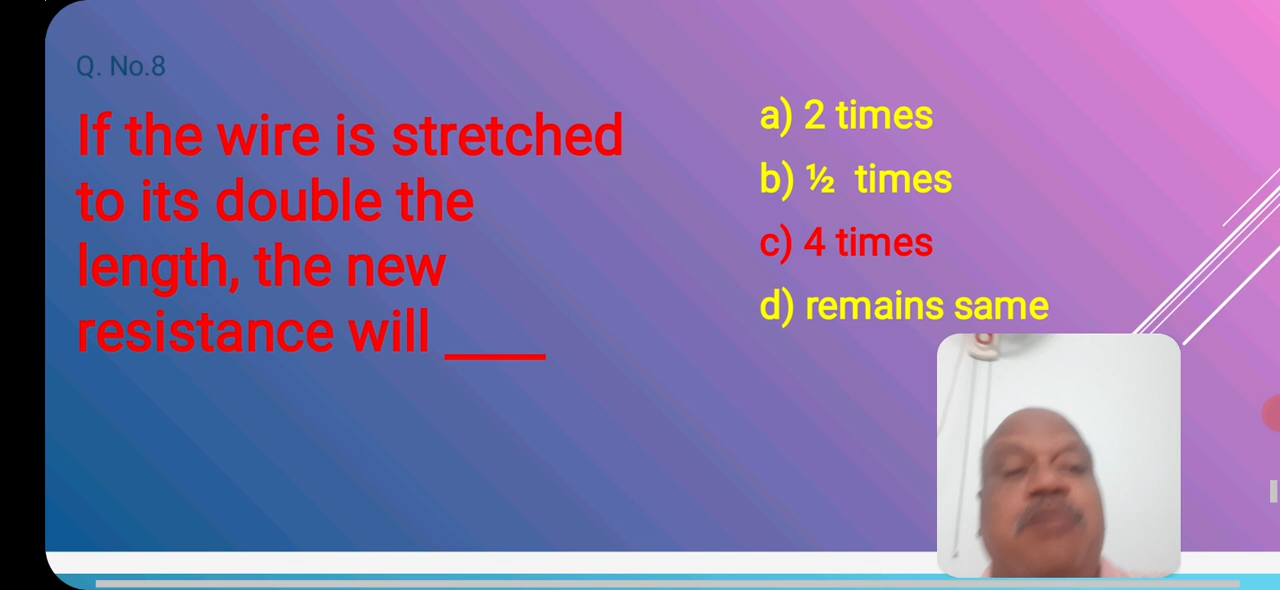 Q. No.8
If the wire is stretched
to its double the
length, the new
resistance will ____
a) 2 times
b) ½ times
c) 4 times
d) remains same